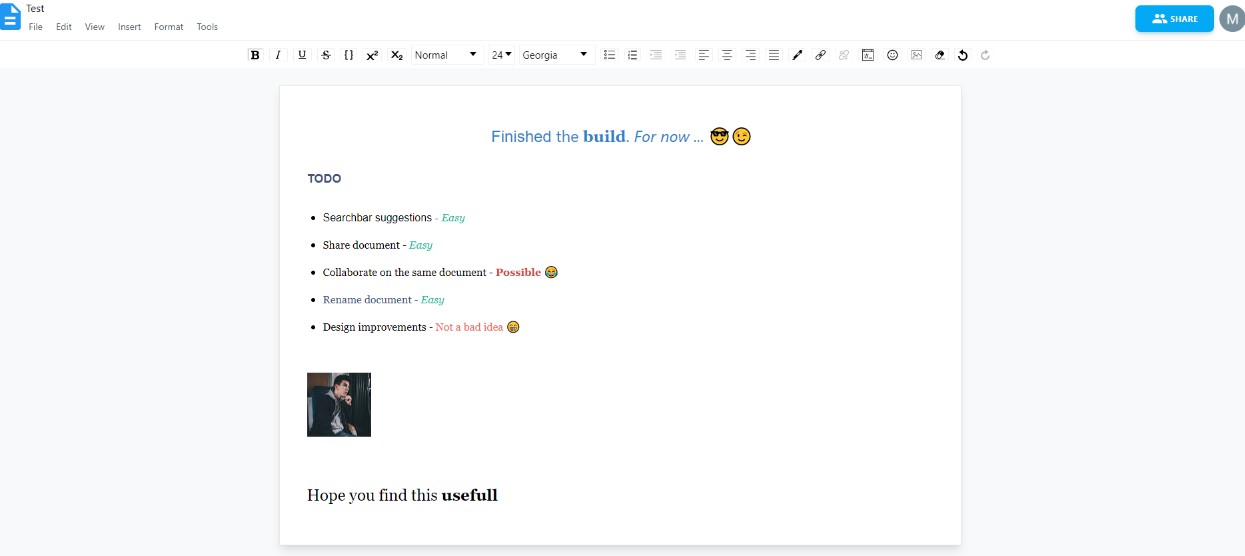 Test
File Edit View Insert Format Tools
SHARE
M
B I U S {} X² X₂ Normal 24 Georgia
Finished the build. For now ... 😎😉
TODO
• Searchbar suggestions - Easy
• Share document - Easy
• Collaborate on the same document - Possible 😂
• Rename document - Easy
• Design improvements - Not a bad idea 😁
Hope you find this usefull